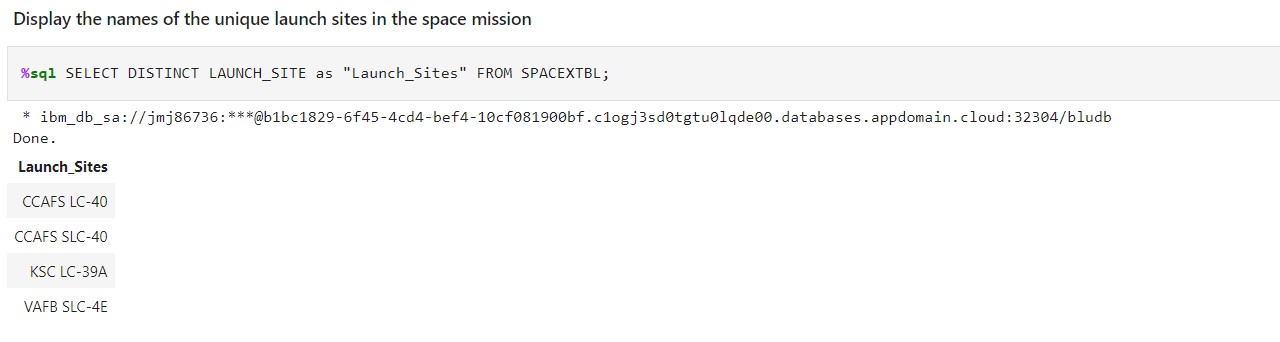 Display the names of the unique launch sites in the space mission
%sql SELECT DISTINCT LAUNCH_SITE as "Launch_Sites" FROM SPACEXTBL;
* ibm_db_sa://jmj86736:***@b1bc1829-6f45-4cd4-bef4-10cf081900bf.c1ogj3sd0tgtu0lqde00.databases.appdomain.cloud:32304/bludb
Done.
Launch_Sites
CCAFS LC-40
CCAFS SLC-40
KSC LC-39A
VAFB SLC-4E